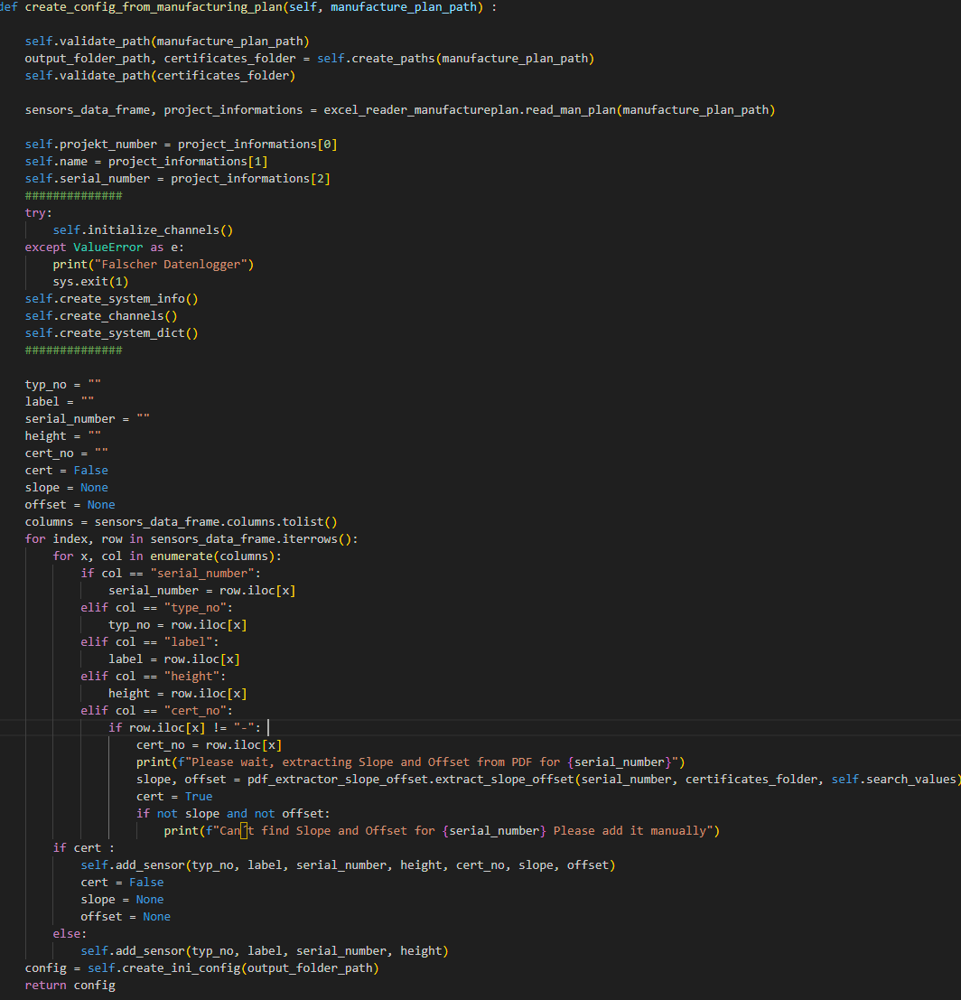 def create_config_from_manufacturing_plan(self, manufacture_plan_path) :
self.validate_path(manufacture_plan_path)
output_folder_path, certificates_folder = self.create_paths(manufacture_plan_path)
self.validate_path(certificates_folder)
sensors_data_frame, project_informations = excel_reader_manufactureplan.read_man_plan(manufacture_plan_path)
self.projekt_number = project_informations[0]
self.name = project_informations[1]
self.serial_number = project_informations[2]
##############
try:
self.initialize_channels()
except ValueError as e:
print("Falscher Datenlogger")
sys.exit(1)
self.create_system_info()
self.create_channels()
self.create_system_dict()
##############
typ_no = ""
label = ""
serial_number = ""
height = ""
cert_no = ""
cert = False
slope = None
offset = None
columns = sensors_data_frame.columns.tolist()
for index, row in sensors_data_frame.iterrows():
for x, col in enumerate(columns):
if col == "serial_number":
serial_number = row.iloc[x]
elif col == "type_no":
typ_no = row.iloc[x]
elif col == "label":
label = row.iloc[x]
elif col == "height":
height = row.iloc[x]
elif col == "cert_no":
if row.iloc[x] != "-":
cert_no = row.iloc[x]
print(f"Please wait, extracting Slope and Offset from PDF for {serial_number}")
slope, offset = pdf_extractor_slope_offset.extract_slope_offset(serial_number, certificates_folder, self.search_values)
cert = True
if not slope and not offset:
print(f"Can´t find Slope and Offset for {serial_number} Please add it manually")
if cert :
self.add_sensor(typ_no, label, serial_number, height, cert_no, slope, offset)
cert = False
slope = None
offset = None
else:
self.add_sensor(typ_no, label, serial_number, height)
config = self.create_ini_config(output_folder_path)
return config